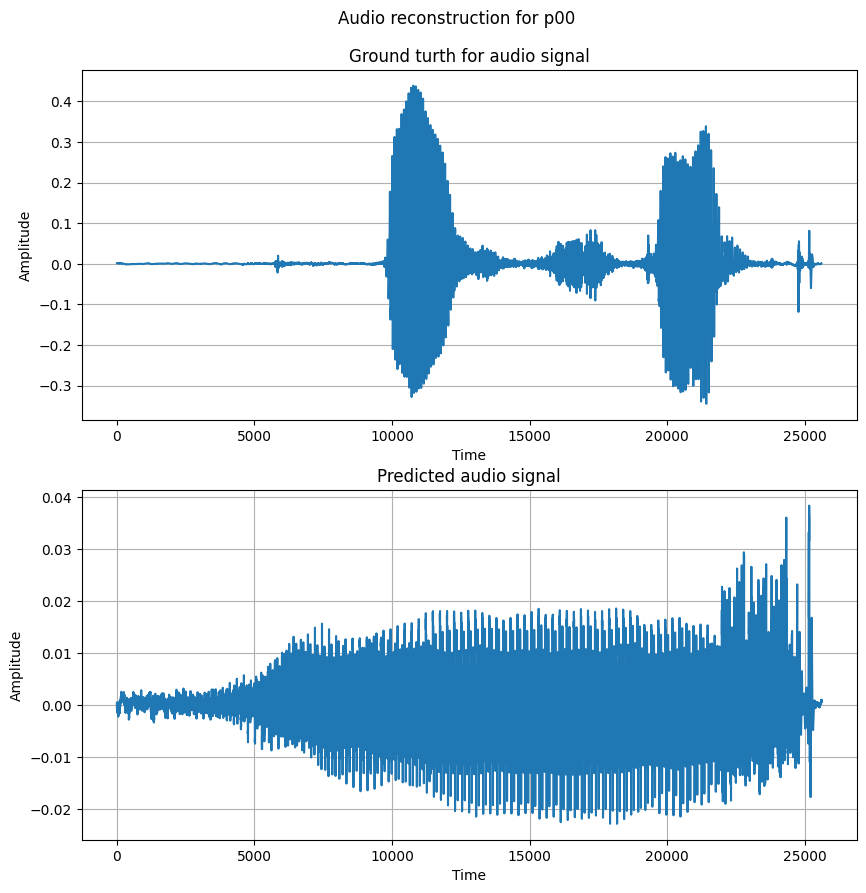 Audio reconstruction for p00
Ground turth for audio signal
Amplitude
0.4
0.3
0.2
0.1
0.0
−0.1
−0.2
−0.3
0 5000 10000 15000 20000 25000
Time
Predicted audio signal
Amplitude
0.04
0.03
0.02
0.01
0.00
−0.01
−0.02
0 5000 10000 15000 20000 25000
Time